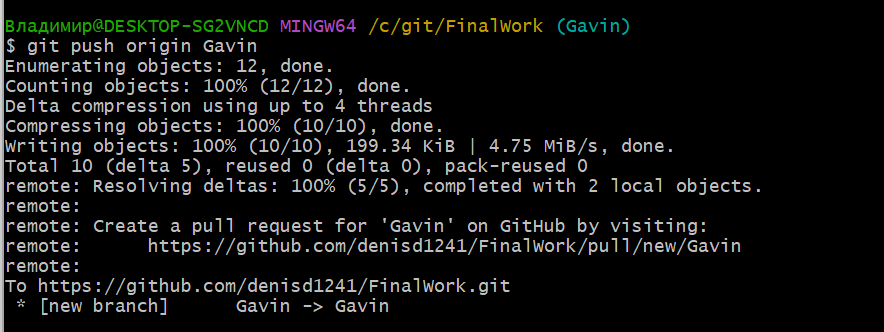 Владимир@DESKTOP-SG2VNCD MINGW64 /c/git/FinalWork (Gavin)
$ git push origin Gavin
Enumerating objects: 12, done.
Counting objects: 100% (12/12), done.
Delta compression using up to 4 threads
Compressing objects: 100% (10/10), done.
Writing objects: 100% (10/10), 199.34 KiB | 4.75 MiB/s, done.
Total 10 (delta 5), reused 0 (delta 0), pack-reused 0
remote: Resolving deltas: 100% (5/5), completed with 2 local objects.
remote:
remote: Create a pull request for 'Gavin' on GitHub by visiting:
remote:      https://github.com/denisd1241/FinalWork/pull/new/Gavin
remote:
To https://github.com/denisd1241/FinalWork.git
 * [new branch]      Gavin -> Gavin